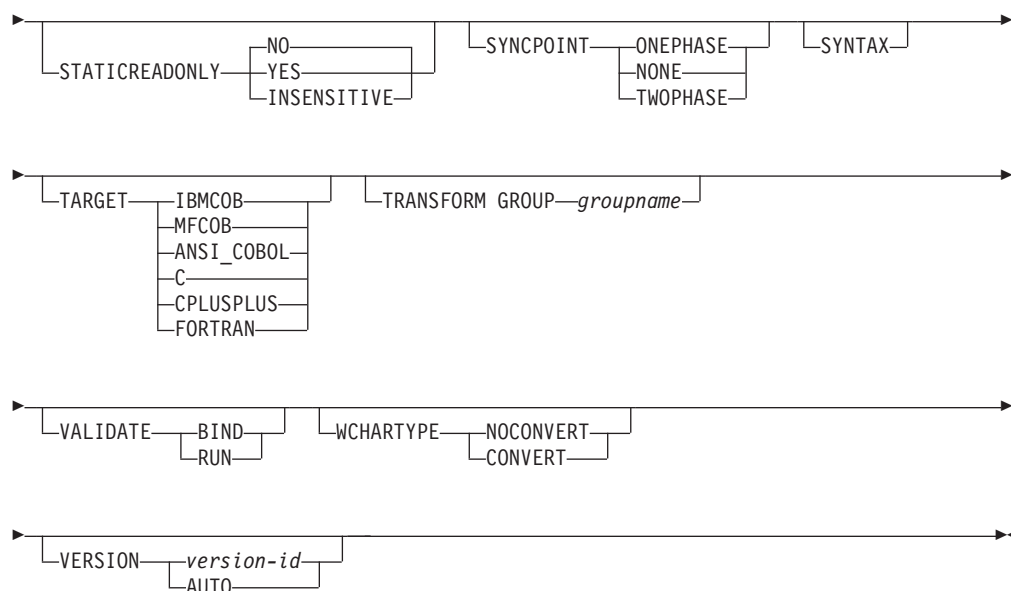 NO
STATICREADONLY YES
INSENSITIVE
SYNCPOINT ONEPHASE
NONE
TWOPHASE
SYNTAX
TARGET IBMCOB
MFCOB
ANSI_COBOL
C
CPLUSPLUS
FORTRAN
TRANSFORM GROUP groupname
VALIDATE BIND
RUN
WCHARTYPE NOCONVERT
CONVERT
VERSION version-id
AUTO